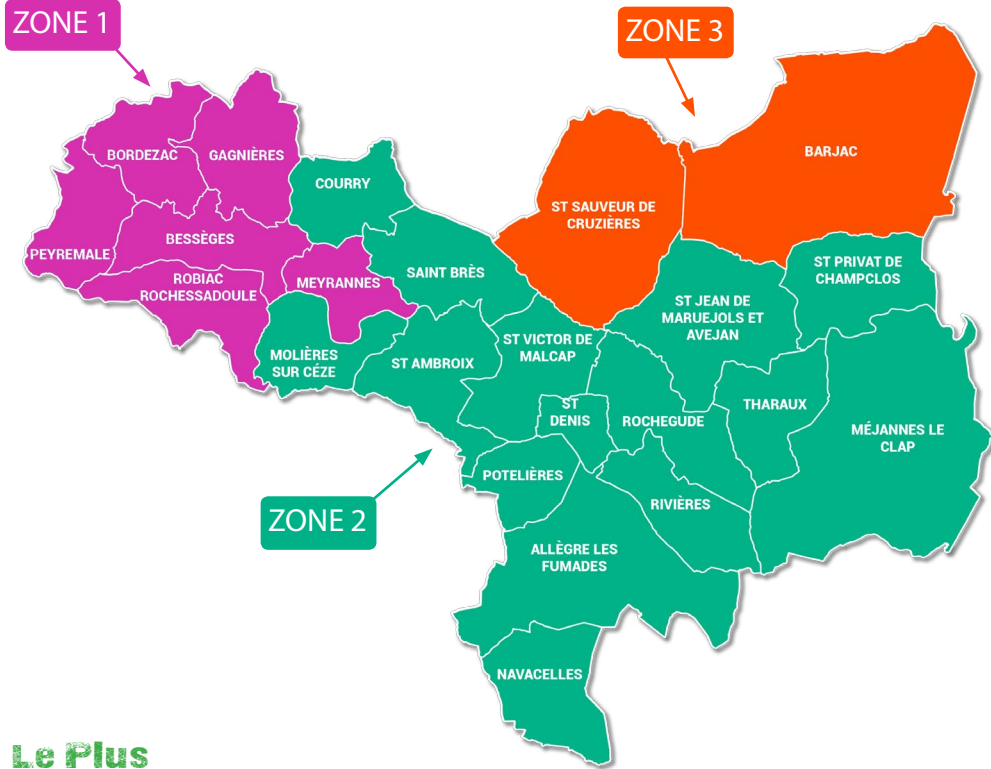 ZONE 1
ZONE 3
BORDEZAC
GAGNIÈRES
COURRY
BARJAC
ST SAUVEUR DE
CRUZIÈRES
PEYREMALE
BESSÈGES
ROBIAC
ROCHESSADOULE
MEYRANNES
SAINT BRÈS
ST PRIVAT DE
CHAMPCLOS
ST JEAN DE
MARUEJOLS ET
AVEJAN
MOLIÈRES
SUR CÉZE
ST AMBROIX
ST VICTOR DE
MALCAP
ST
DENIS
ROCHEGUDE
THARAUX
MÉJANNES LE
CLAP
POTELIÈRES
RIVIÈRES
ZONE 2
ALLÈGRE LES
FUMADES
NAVACELLES
Le Plus